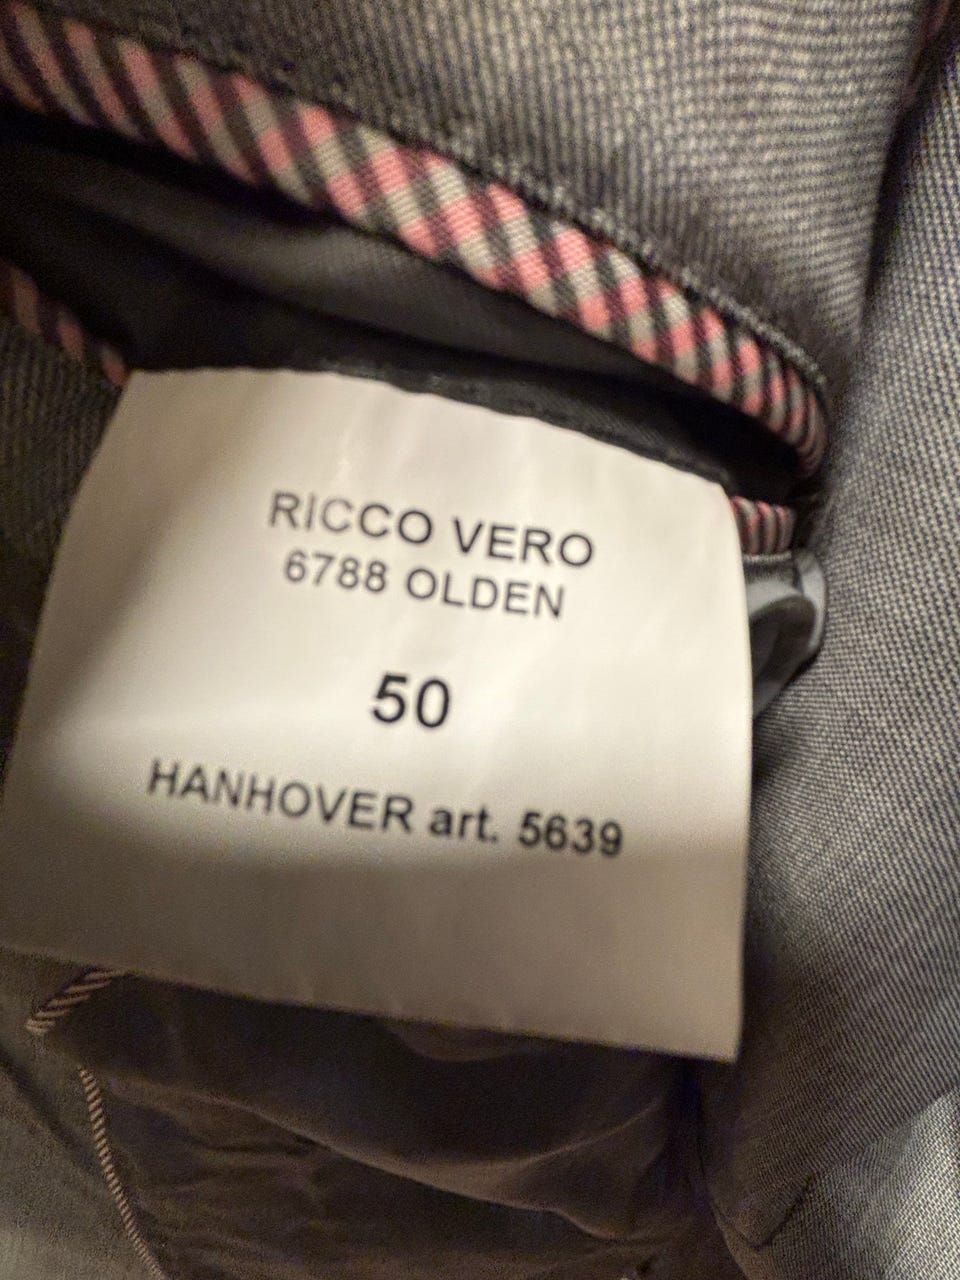 RICCO VERO
6788 OLDEN
50
HANHOVER art. 5639